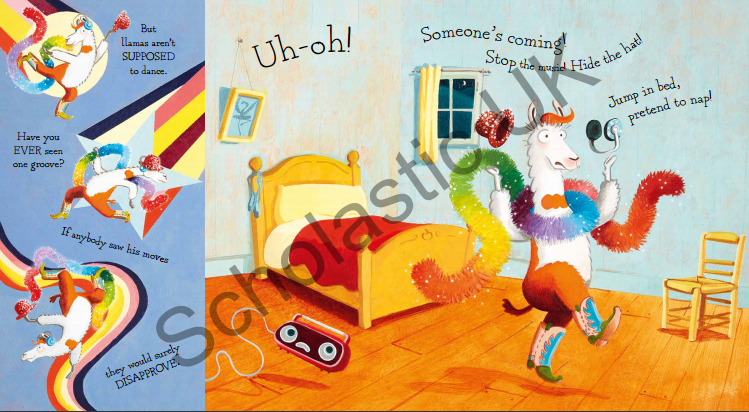 But
llamas aren't
SUPPOSED
to dance.
Have you
EVER seen
one groove?
If anybody saw his moves
they would surely
DISAPPROVE!
Uh-oh!
Someone's coming!
Stop the music! Hide the hat!
Jump in bed,
pretend to nap!
Scholastic UK